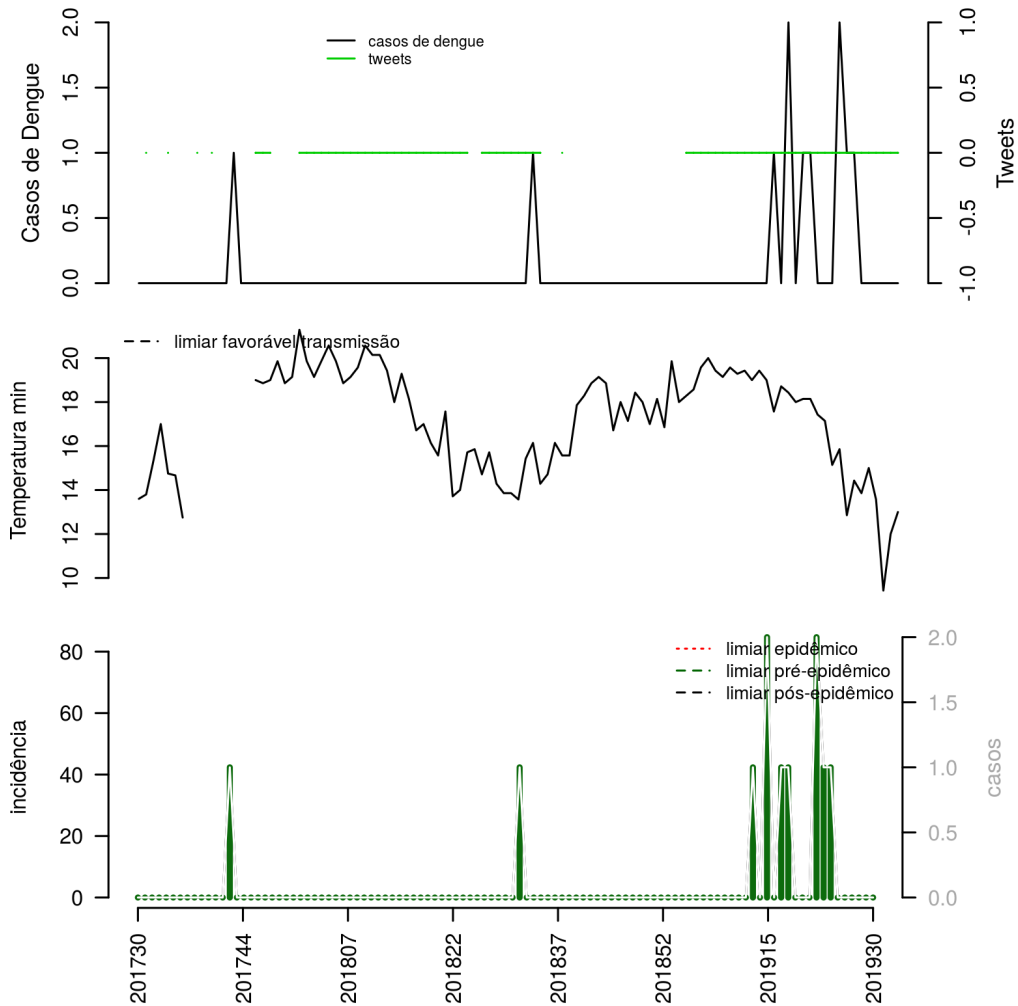 casos de dengue
tweets
Casos de Dengue
0.0 0.5 1.0 1.5 2.0
Tweets
-1.0 -0.5 0.0 0.5 1.0
limiar favorável transmissão
Temperatura min
10 12 14 16 18 20
limiar epidêmico
limiar pré-epidêmico
limiar pós-epidêmico
incidência
0 20 40 60 80
casos
0.0 0.5 1.0 1.5 2.0
201730 201744 201807 201822 201837 201852 201915 201930